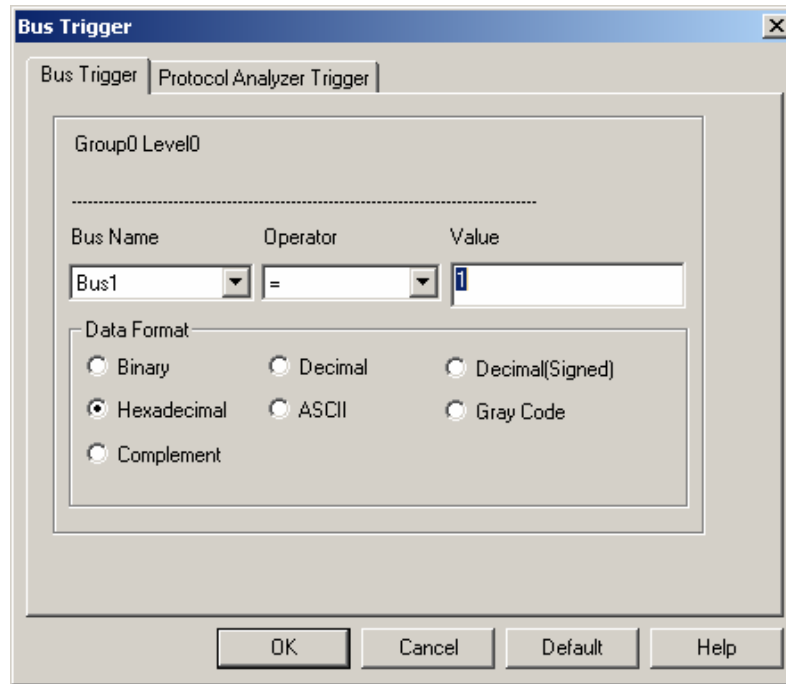 Bus Trigger
Bus Trigger Protocol Analyzer Trigger
Group0 Level0
Bus Name Operator Value
Bus1 = 1
Data Format
Binary Decimal Decimal(Signed)
Hexadecimal ASCII Gray Code
Complement
OK Cancel Default Help